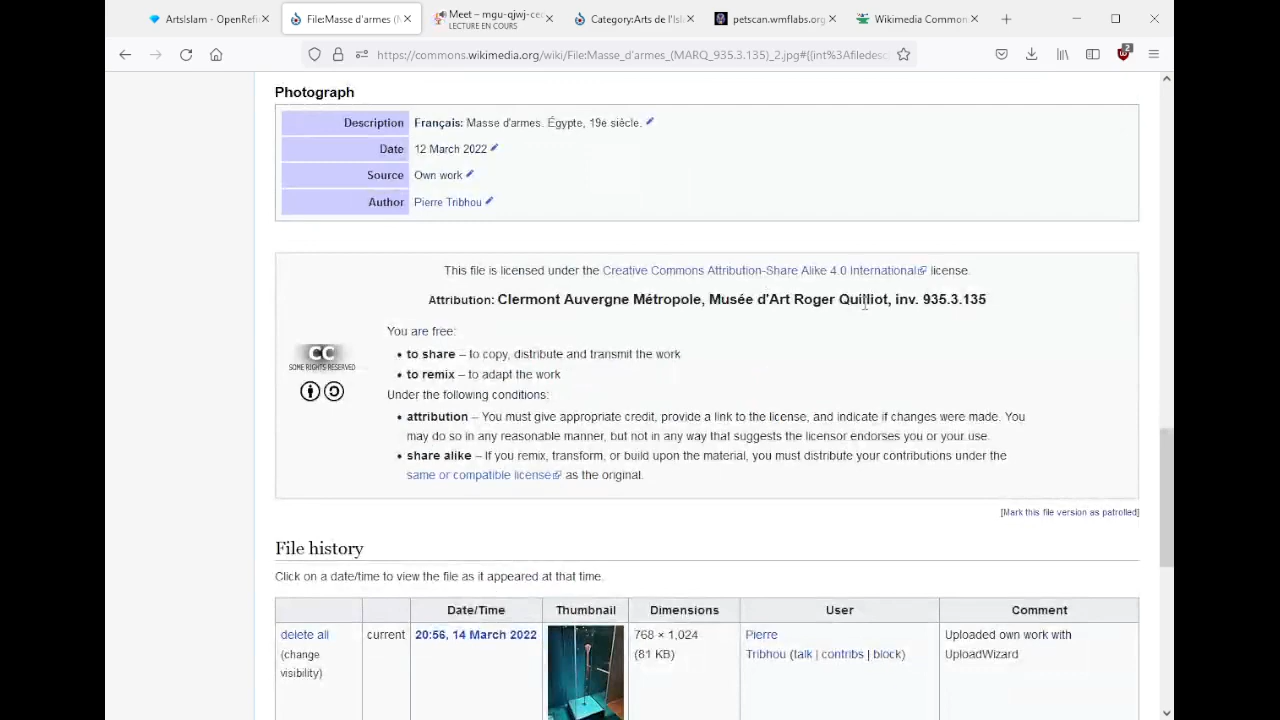 ArtsIslam - OpenRefi
File:Masse d'armes (M
Meet – mgu-qjwj-cec
LECTURE EN COURS
Category:Arts de l'Isla
petscan.wmflabs.org
Wikimedia Common
https://commons.wikimedia.org/wiki/File:Masse_d'armes_(MARQ_935.3.135)_2.jpg#{{int%3Afiledesc
2
Photograph
Description Français: Masse d'armes. Égypte, 19e siècle.
Date 12 March 2022
Source Own work
Author Pierre Tribhou
This file is licensed under the Creative Commons Attribution-Share Alike 4.0 International license.
Attribution: Clermont Auvergne Métropole, Musée d'Art Roger Quilliot, inv. 935.3.135
CC
SOME RIGHTS RESERVED
You are free:
• to share – to copy, distribute and transmit the work
• to remix – to adapt the work
Under the following conditions:
• attribution – You must give appropriate credit, provide a link to the license, and indicate if changes were made. You
may do so in any reasonable manner, but not in any way that suggests the licensor endorses you or your use.
• share alike – If you remix, transform, or build upon the material, you must distribute your contributions under the
same or compatible license as the original.
[Mark this file version as patrolled]
File history
Click on a date/time to view the file as it appeared at that time.
Date/Time Thumbnail Dimensions User Comment
delete all current 20:56, 14 March 2022 768 × 1,024 Pierre Uploaded own work with
(change (81 KB) Tribhou (talk | contribs | block) UploadWizard
visibility)